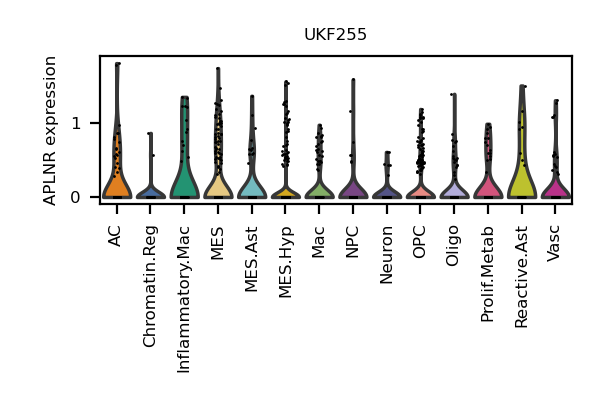 UKF255
APLNR expression
1
0
AC
Chromatin.Reg
Inflammatory.Mac
MES
MES.Ast
MES.Hyp
Mac
NPC
Neuron
OPC
Oligo
Prolif.Metab
Reactive.Ast
Vasc